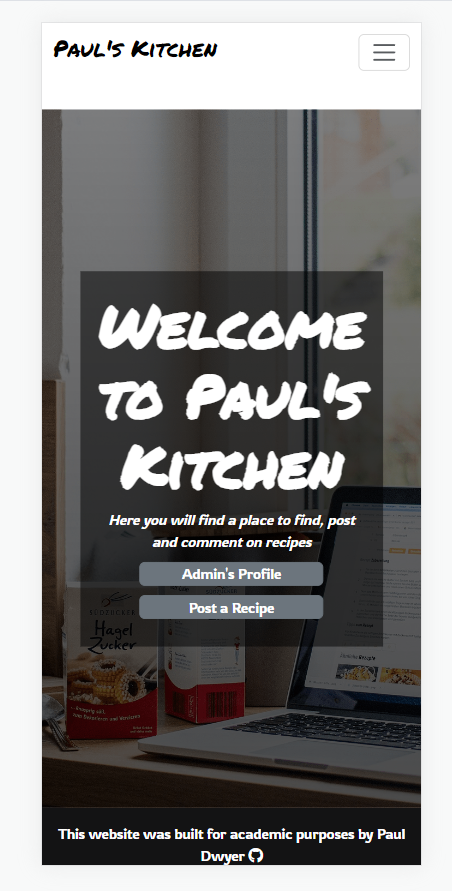 Paul's Kitchen
Welcome
to Paul's
Kitchen
Here you will find a place to find, post
and comment on recipes
Admin's Profile
Post a Recipe
SÜDZUCKER
Hagel
Zucker
This website was built for academic purposes by Paul
Dwyer